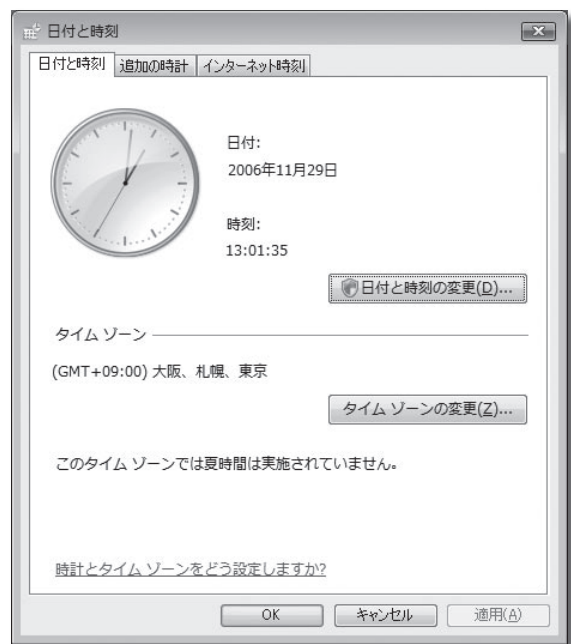 日付と時刻
日付と時刻 追加の時計 インターネット時刻
日付:
2006年11月29日
時刻:
13:01:35
日付と時刻の変更(D)...
タイム ゾーン
(GMT+09:00) 大阪、札幌、東京
タイム ゾーンの変更(Z)...
このタイム ゾーンでは夏時間は実施されていません。
時計とタイム ゾーンをどう設定しますか?
OK キャンセル 適用(A)